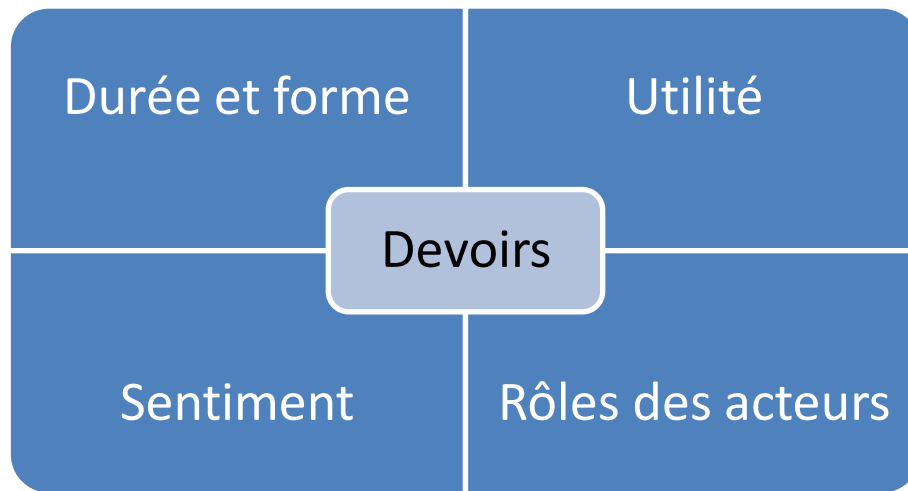 Durée et forme
Utilité
Devoirs
Sentiment
Rôles des acteurs